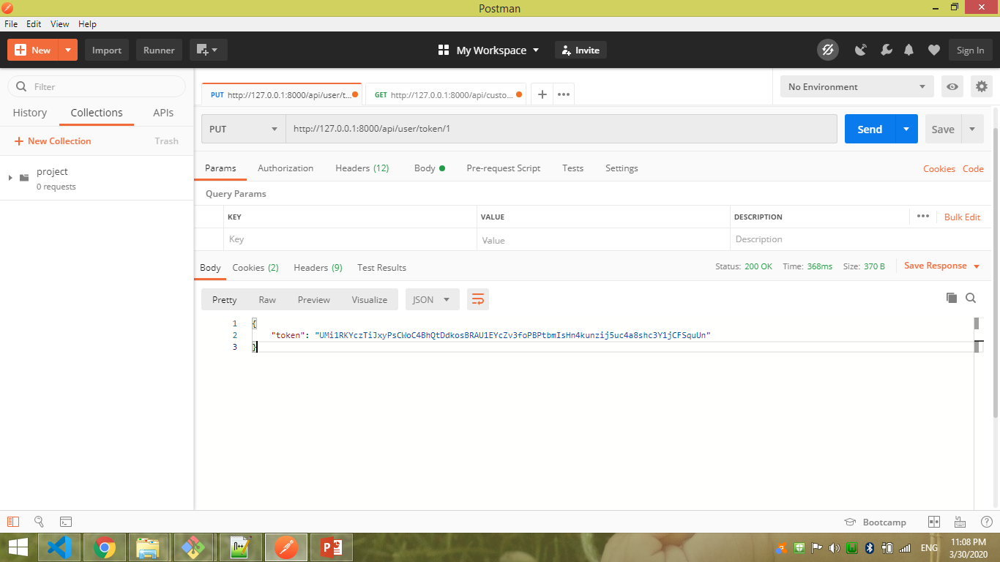 Postman
File Edit View Help
New Import Runner My Workspace Invite Sign In
Filter
History Collections APIs
New Collection Trash
project
0 requests
PUT http://127.0.0.1:8000/api/user/t... GET http://127.0.0.1:8000/api/custo... No Environment
PUT http://127.0.0.1:8000/api/user/token/1 Send Save
Params Authorization Headers (12) Body Pre-request Script Tests Settings Cookies Code
Query Params
KEY VALUE DESCRIPTION Bulk Edit
Key Value Description
Body Cookies (2) Headers (9) Test Results Status: 200 OK Time: 368ms Size: 370 B Save Response
Pretty Raw Preview Visualize JSON
1 {
2 "token": "UMi1RKYczTiJxyPsCWoC4BhQtDdkosBRAU1EYcZv3foPBPtbmIsHn4kunzij5uc4a8shc3Y1jCFSquUn"
3 }
Bootcamp
ENG 11:08 PM
3/30/2020